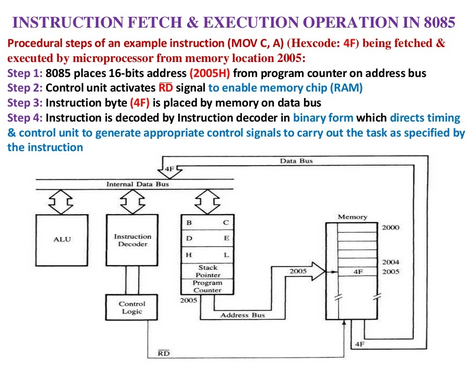 INSTRUCTION FETCH & EXECUTION OPERATION IN 8085
Procedural steps of an example instruction (MOV C, A) (Hexcode: 4F) being fetched &
executed by microprocessor from memory location 2005:
Step 1: 8085 places 16-bits address (2005H) from program counter on address bus
Step 2: Control unit activates R̅D̅ signal to enable memory chip (RAM)
Step 3: Instruction byte (4F) is placed by memory on data bus
Step 4: Instruction is decoded by Instruction decoder in binary form which directs timing
& control unit to generate appropriate control signals to carry out the task as specified by
the instruction
Data Bus
4F
Internal Data Bus
ALU
Instruction
Decoder
B C
D E
H L
Stack
Pointer
Program
Counter
2005
Control
Logic
Address Bus
2005
Memory
2000
2004
4F 2005
4F
R̅D̅